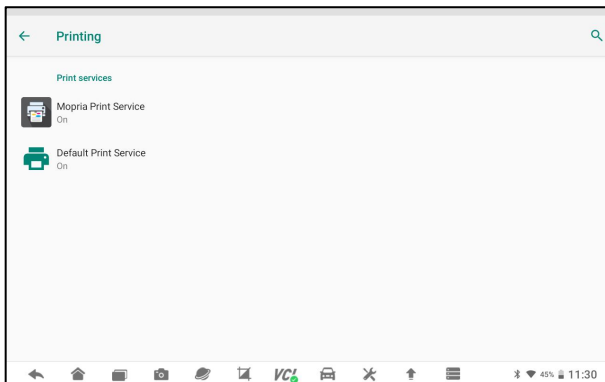 Printing
Print services
Mopria Print Service
On
Default Print Service
On
VCI 45% 11:30